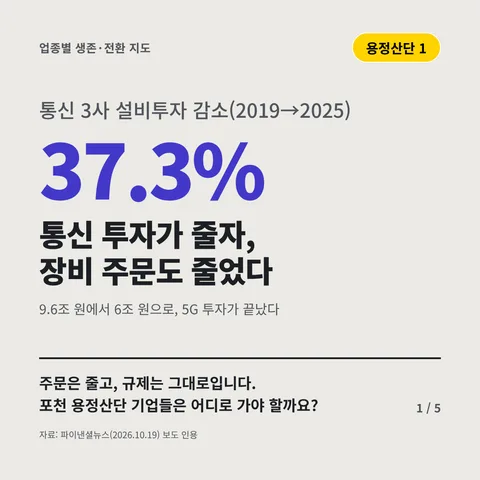 업종별 생존·전환 지도
용정산단 1
통신 3사 설비투자 감소(2019→2025)
37.3%
통신 투자가 줄자,
장비 주문도 줄었다
9.6조 원에서 6조 원으로, 5G 투자가 끝났다
주문은 줄고, 규제는 그대로입니다.
포천 용정산단 기업들은 어디로 가야 할까요?
1 / 5
자료: 파이낸셜뉴스(2026.10.19) 보도 인용